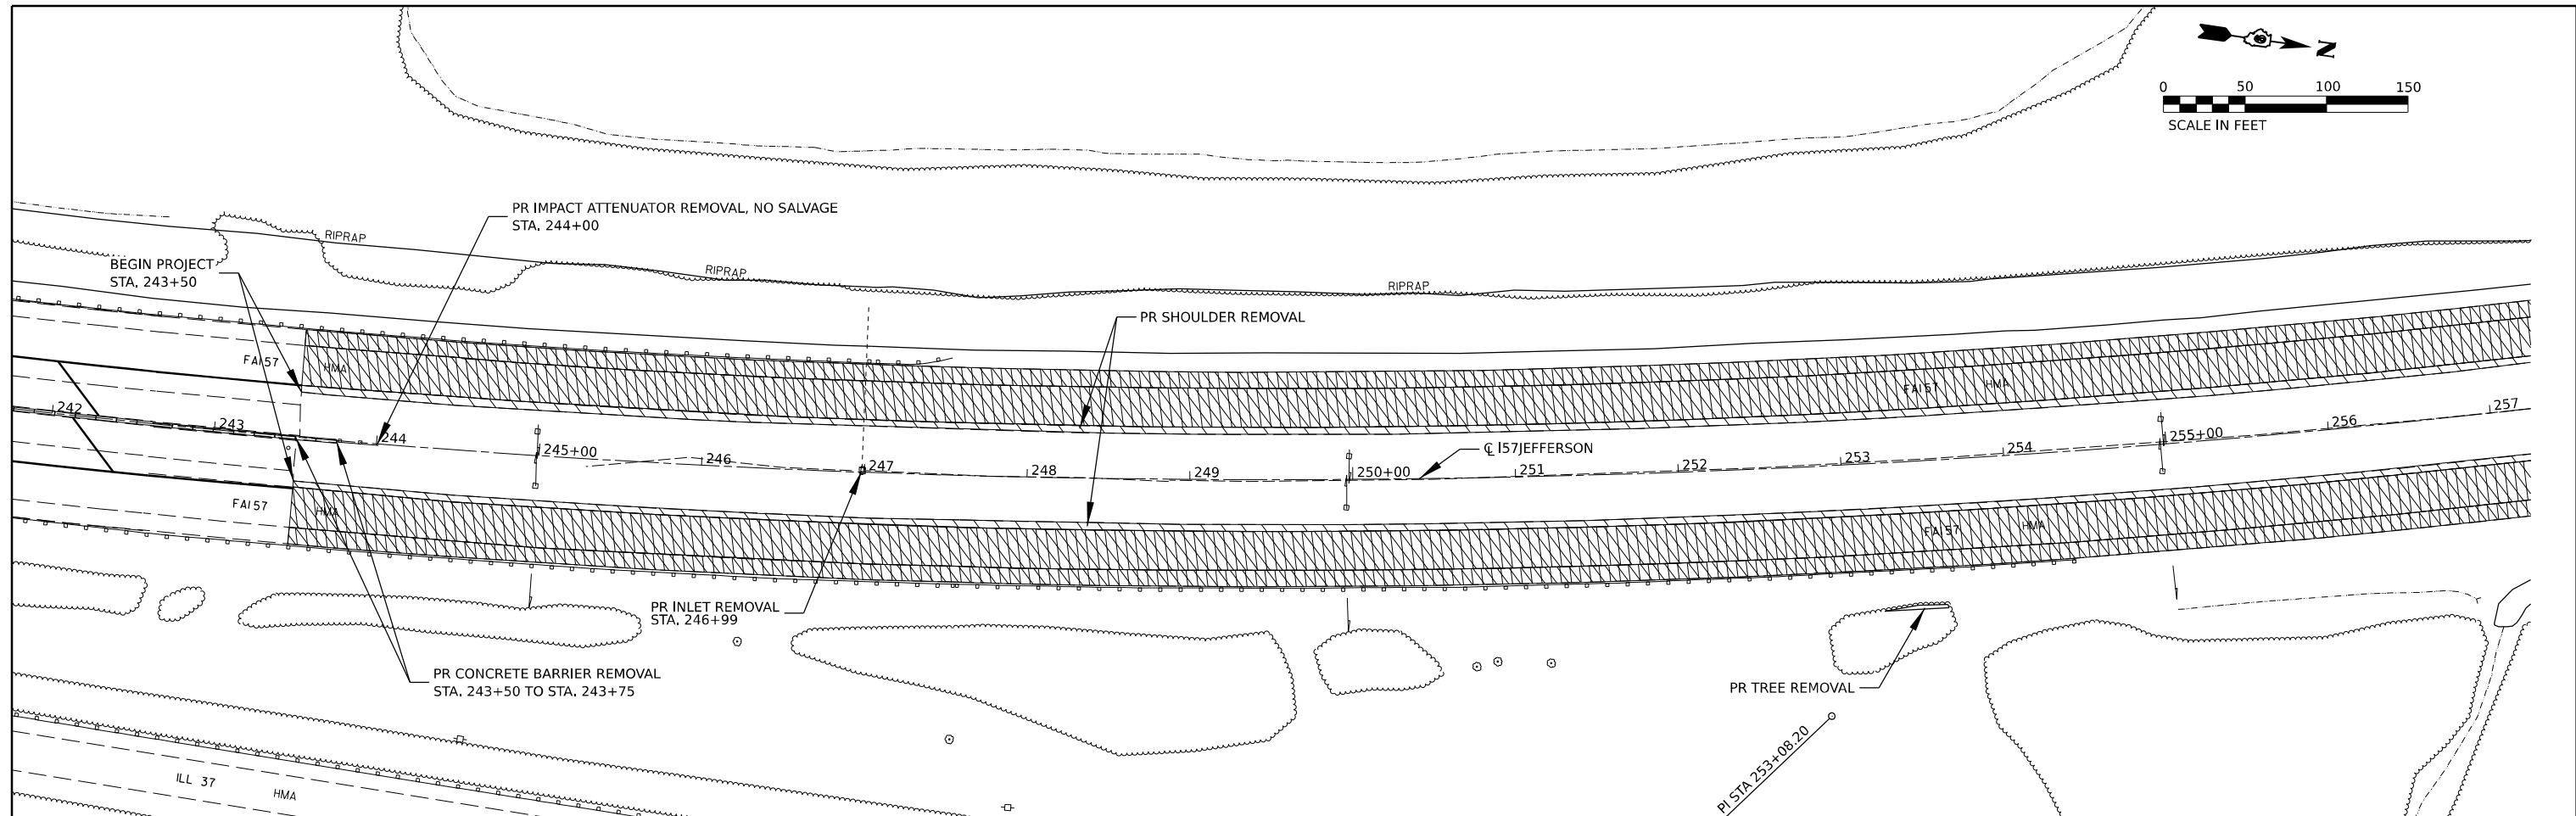 N
0 50 100 150
SCALE IN FEET
PR IMPACT ATTENUATOR REMOVAL, NO SALVAGE
STA. 244+00
RIPRAP
BEGIN PROJECT
STA. 243+50
RIPRAP
RIPRAP
PR SHOULDER REMOVAL
FAI 57
HMA
FAI 57
HMA
242
243
244
245+00
246
247
248
249
250+00
251
252
253
254
255+00
256
257
℄ I57JEFFERSON
FAI 57
HMA
FAI 57
HMA
PR INLET REMOVAL
STA. 246+99
PR CONCRETE BARRIER REMOVAL
STA. 243+50 TO STA. 243+75
PR TREE REMOVAL
PI STA 253+08.20
ILL 37
HMA